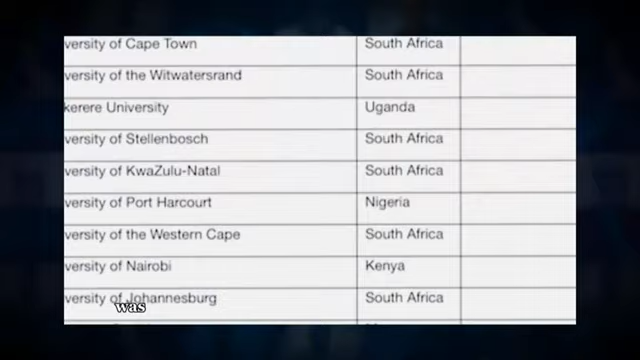 versity of Cape Town South Africa
versity of the Witwatersrand South Africa
kerere University Uganda
versity of Stellenbosch South Africa
versity of KwaZulu-Natal South Africa
versity of Port Harcourt Nigeria
versity of the Western Cape South Africa
versity of Nairobi Kenya
versity of Johannesburg South Africa
was